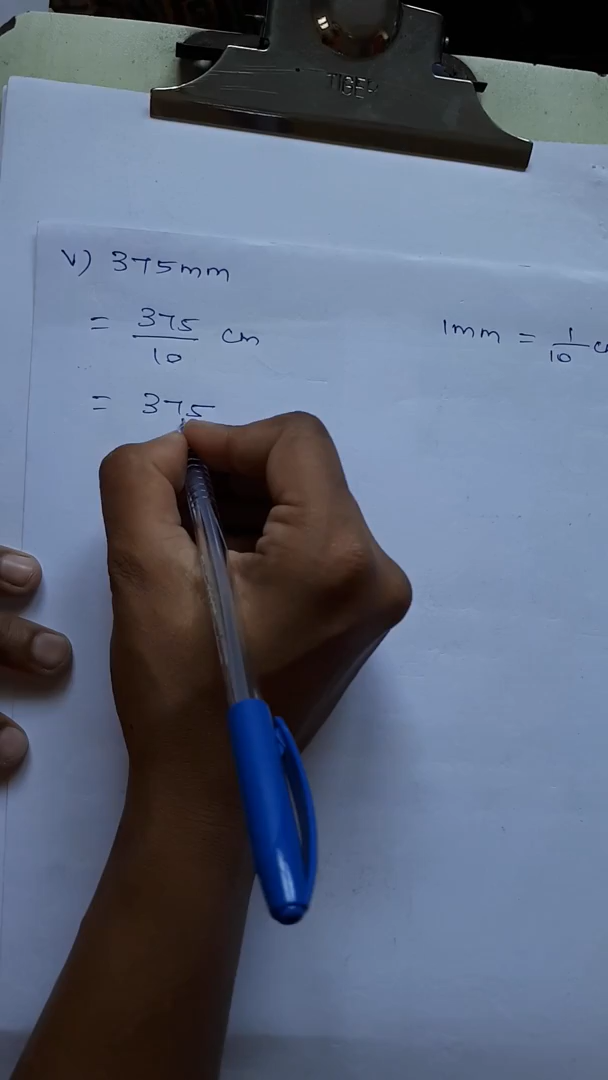 TIGER
v) 375mm
= 375/10 cm
1mm = 1/10 c
= 375